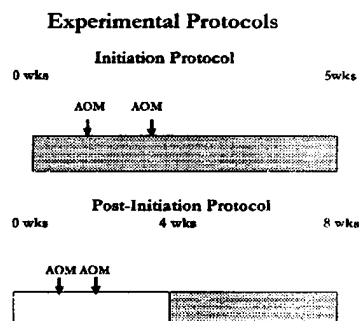 Experimental Protocols
Initiation Protocol
0 wks 5wks
AOM AOM
Post-Initiation Protocol
0 wks 4 wks 8 wks
AOM AOM